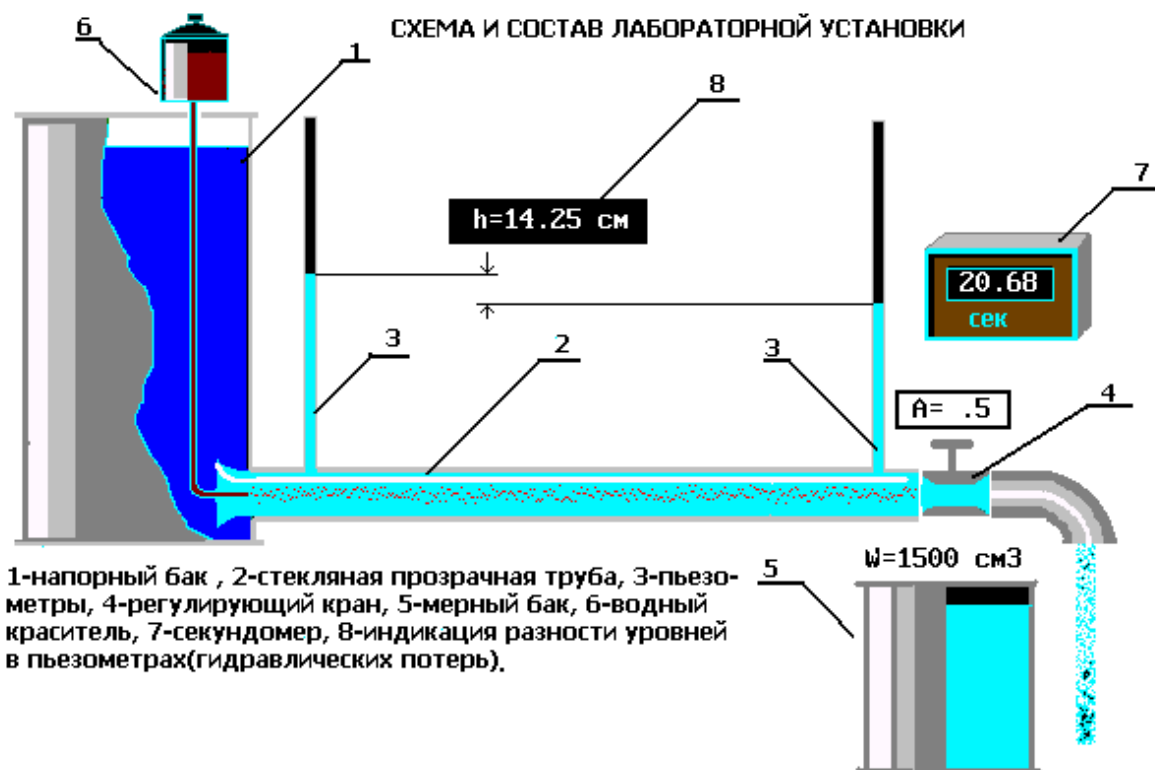 СХЕМА И СОСТАВ ЛАБОРАТОРНОЙ УСТАНОВКИ
6
1
8
7
h=14.25 см
20.68
сек
3
2
3
A= .5
4
W=1500 см3
5
1-напорный бак , 2-стекляная прозрачная труба, 3-пьезо-
метры, 4-регулирующий кран, 5-мерный бак, 6-водный
краситель, 7-секундомер, 8-индикация разности уровней
в пьезометрах(гидравлических потерь).